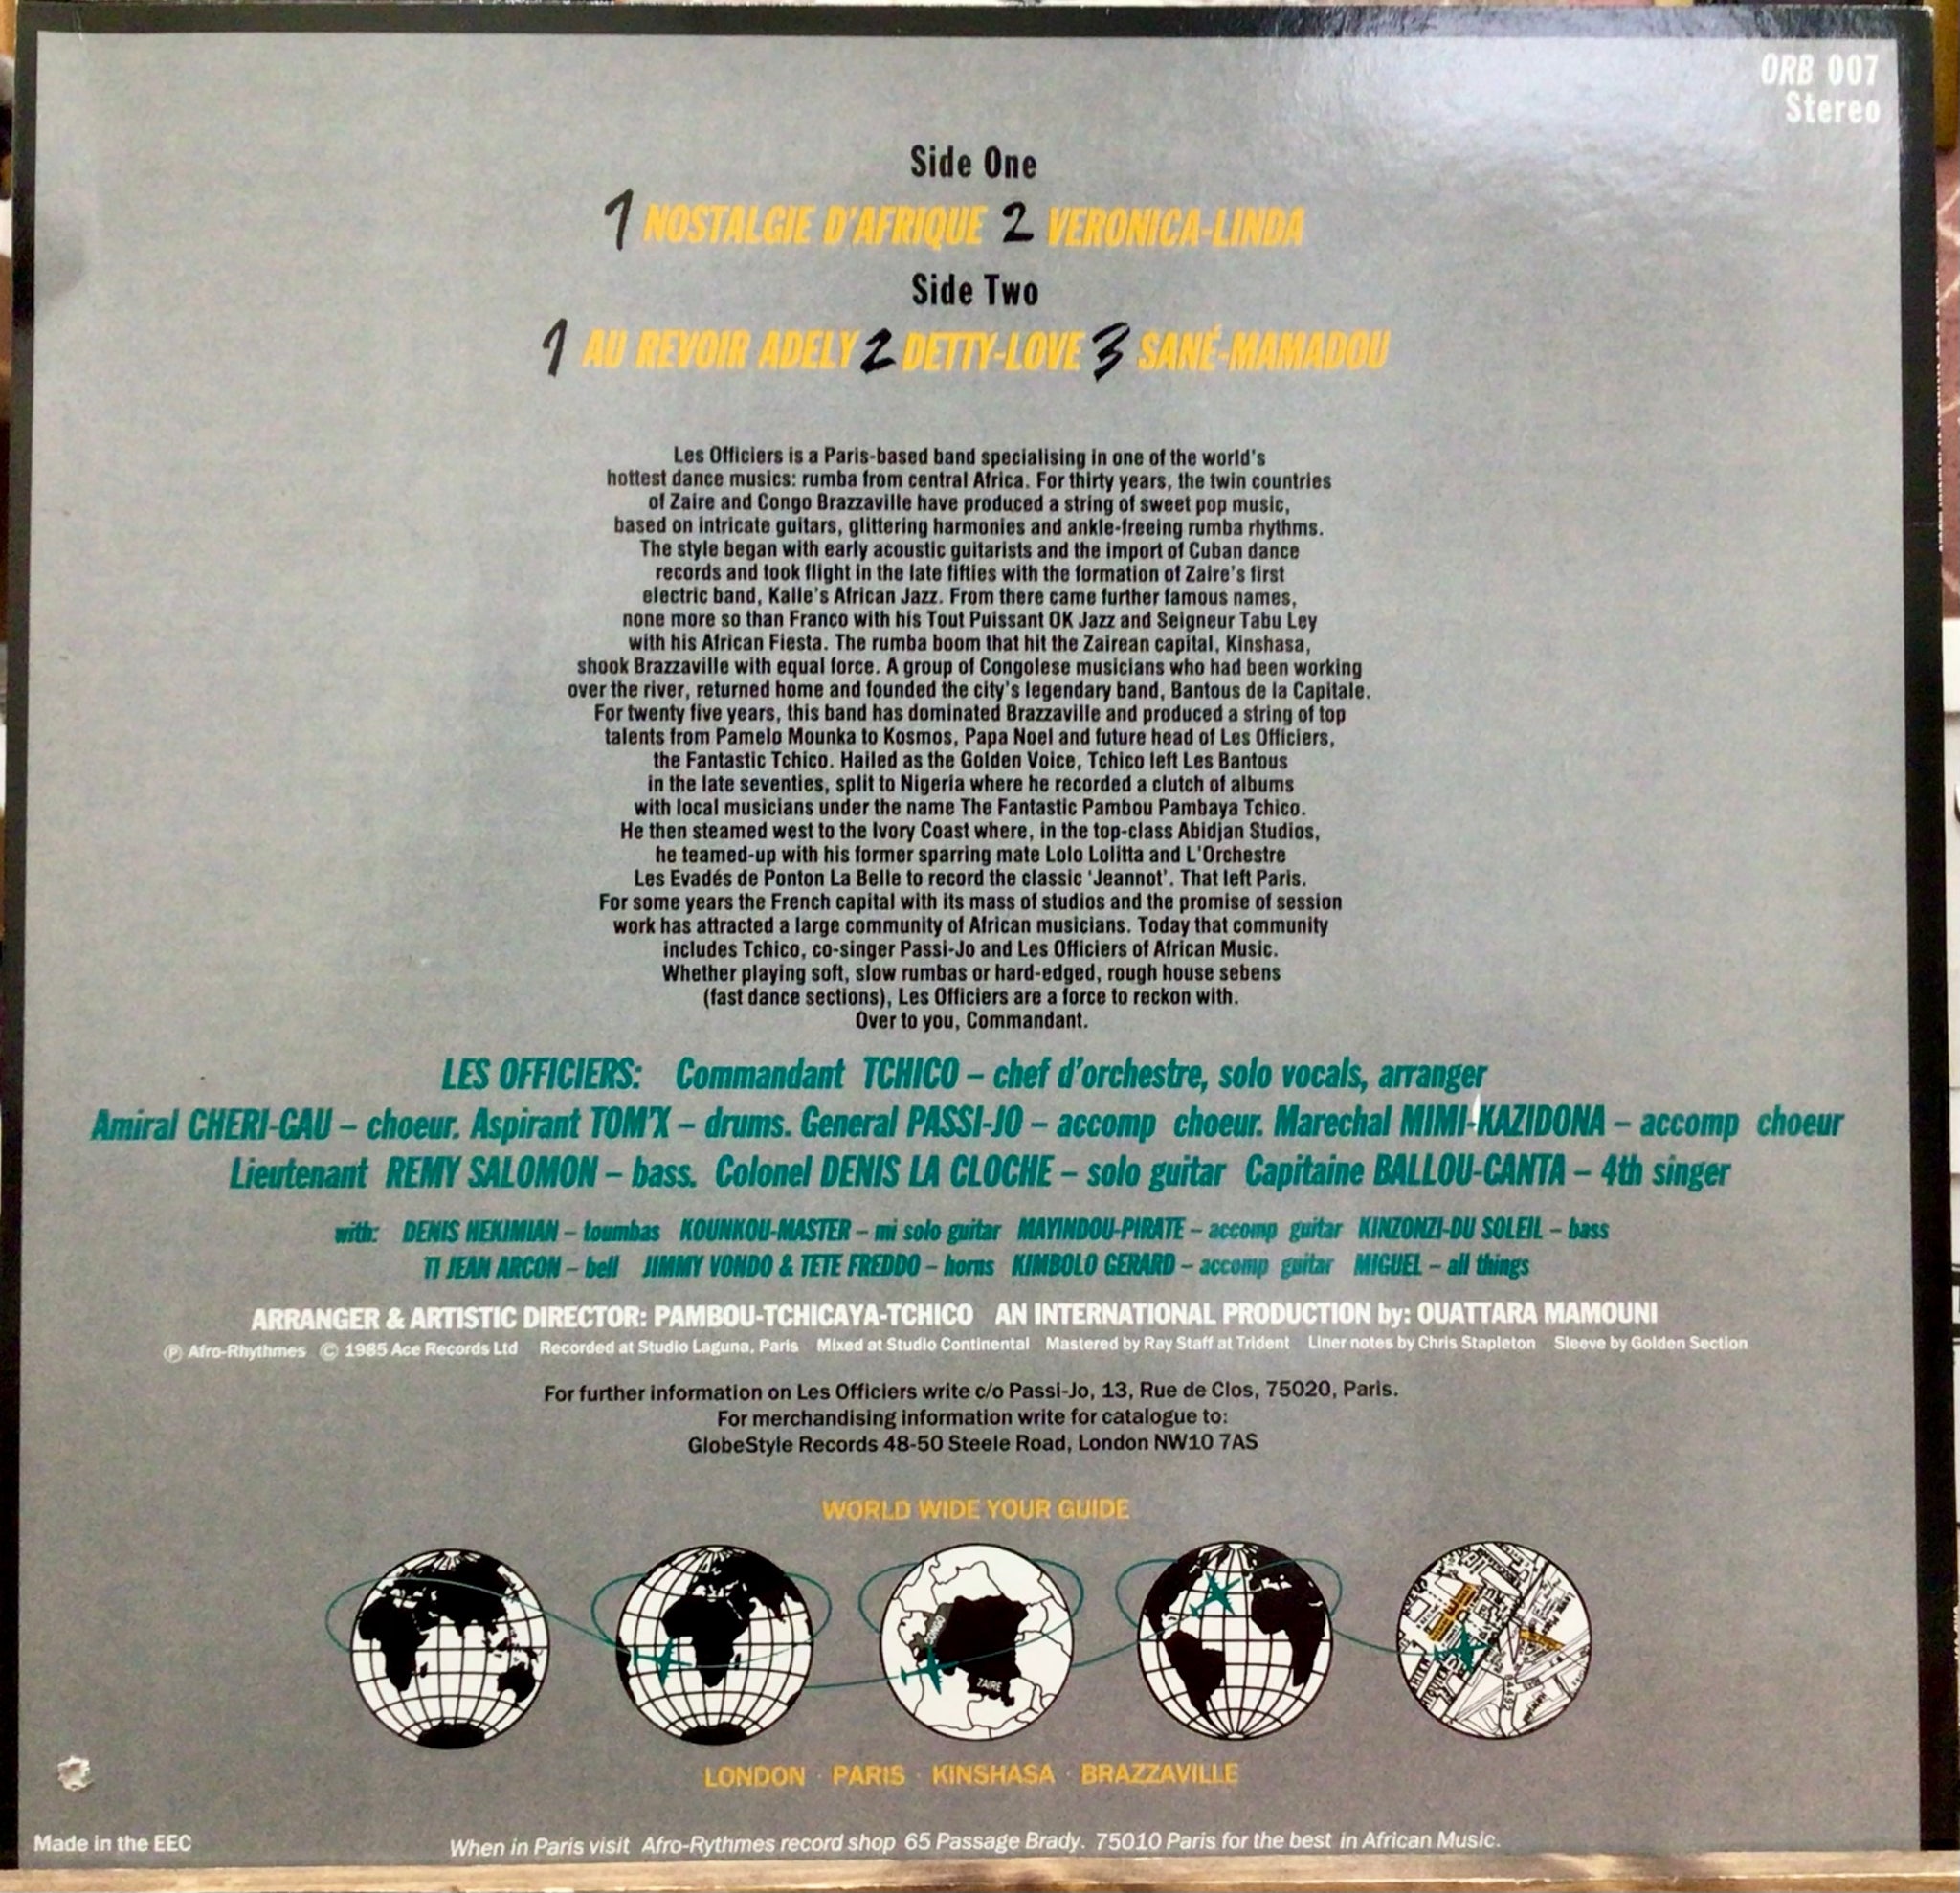 ORB 007
Stereo
Side One
1 NOSTALGIE D'AFRIQUE 2 VERONICA-LINDA
Side Two
1 AU REVOIR ADELY 2 DETTY-LOVE 3 SANÉ-MAMADOU
Les Officiers is a Paris-based band specialising in one of the world's
hottest dance musics: rumba from central Africa. For thirty years, the twin countries
of Zaire and Congo Brazzaville have produced a string of sweet pop music,
based on intricate guitars, glittering harmonies and ankle-freeing rumba rhythms.
The style began with early acoustic guitarists and the import of Cuban dance
records and took flight in the late fifties with the formation of Zaire's first
electric band, Kalle's African Jazz. From there came further famous names,
none more so than Franco with his Tout Puissant OK Jazz and Seigneur Tabu Ley
with his African Fiesta. The rumba boom that hit the Zairean capital, Kinshasa,
shook Brazzaville with equal force. A group of Congolese musicians who had been working
over the river, returned home and founded the city's legendary band, Bantous de la Capitale.
For twenty five years, this band has dominated Brazzaville and produced a string of top
talents from Pamelo Mounka to Kosmos, Papa Noel and future head of Les Officiers,
the Fantastic Tchico. Hailed as the Golden Voice, Tchico left Les Bantous
in the late seventies, split to Nigeria where he recorded a clutch of albums
with local musicians under the name The Fantastic Pambou Pambaya Tchico.
He then steamed west to the Ivory Coast where, in the top-class Abidjan Studios,
he teamed-up with his former sparring mate Lolo Lolitta and L'Orchestre
Les Evadés de Ponton La Belle to record the classic 'Jeannot'. That left Paris.
For some years the French capital with its mass of studios and the promise of session
work has attracted a large community of African musicians. Today that community
includes Tchico, co-singer Passi-Jo and Les Officiers of African Music.
Whether playing soft, slow rumbas or hard-edged, rough house sebens
(fast dance sections), Les Officiers are a force to reckon with.
Over to you, Commandant.
LES OFFICIERS: Commandant TCHICO – chef d'orchestre, solo vocals, arranger
Amiral CHERI-GAU – choeur. Aspirant TOM'X – drums. General PASSI-JO – accomp choeur. Marechal MIMI-KAZIDONA – accomp choeur
Lieutenant REMY SALOMON – bass. Colonel DENIS LA CLOCHE – solo guitar Capitaine BALLOU-CANTA – 4th singer
with: DENIS HEKIMIAN – toumbas KOUNKOU-MASTER – mi solo guitar MAYINDOU-PIRATE – accomp guitar KINZONZI-DU SOLEIL – bass
TI JEAN ARCON – bell JIMMY VONDO & TETE FREDDO – horns KIMBOLO GERARD – accomp guitar MIGUEL – all things
ARRANGER & ARTISTIC DIRECTOR: PAMBOU-TCHICAYA-TCHICO AN INTERNATIONAL PRODUCTION by: OUATTARA MAMOUNI
℗ Afro-Rhythmes © 1985 Ace Records Ltd Recorded at Studio Laguna, Paris Mixed at Studio Continental Mastered by Ray Staff at Trident Liner notes by Chris Stapleton Sleeve by Golden Section
For further information on Les Officiers write c/o Passi-Jo, 13, Rue de Clos, 75020, Paris.
For merchandising information write for catalogue to:
GlobeStyle Records 48-50 Steele Road, London NW10 7AS
WORLD WIDE YOUR GUIDE
CONGO
ZAIRE
LONDON · PARIS · KINSHASA · BRAZZAVILLE
Made in the EEC
When in Paris visit Afro-Rythmes record shop 65 Passage Brady. 75010 Paris for the best in African Music.